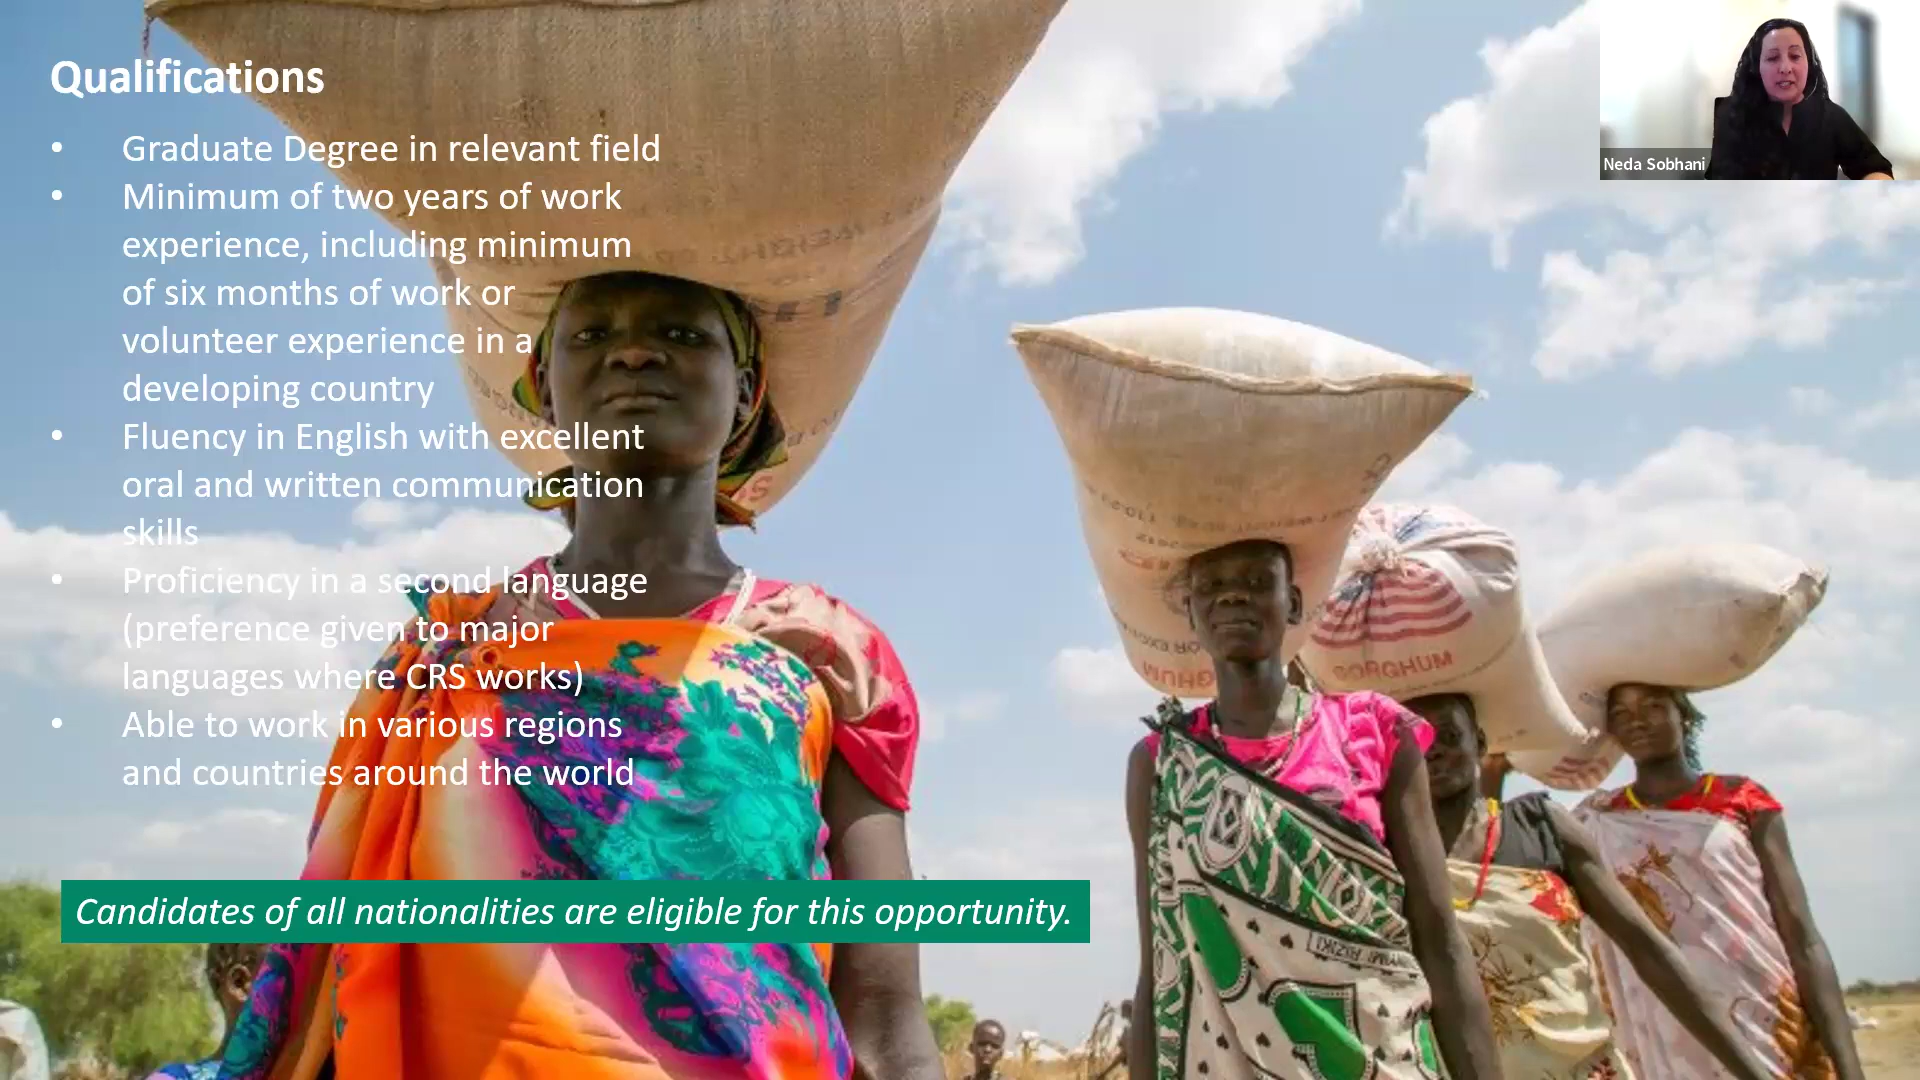 Qualifications
• Graduate Degree in relevant field
• Minimum of two years of work
experience, including minimum
of six months of work or
volunteer experience in a
developing country
• Fluency in English with excellent
oral and written communication
skills
• Proficiency in a second language
(preference given to major
languages where CRS works)
• Able to work in various regions
and countries around the world
Candidates of all nationalities are eligible for this opportunity.
Neda Sobhani
SORGHUM